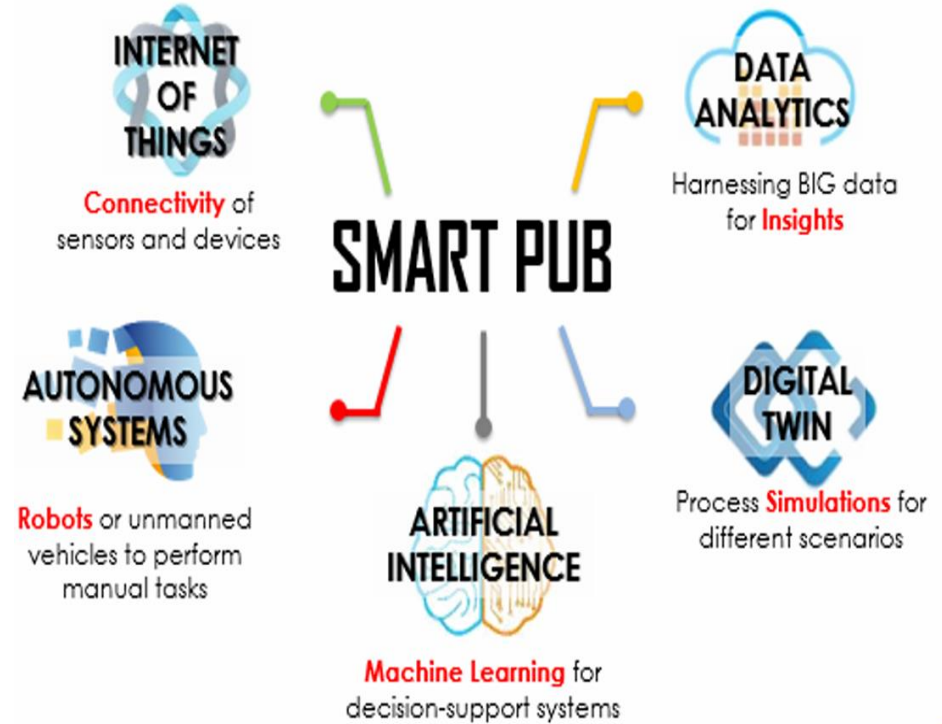 INTERNET
OF
THINGS
Connectivity of
sensors and devices
DATA
ANALYTICS
Harnessing BIG data
for Insights
SMART PUB
AUTONOMOUS
SYSTEMS
Robots or unmanned
vehicles to perform
manual tasks
ARTIFICIAL
INTELLIGENCE
Machine Learning for
decision-support systems
DIGITAL
TWIN
Process Simulations for
different scenarios